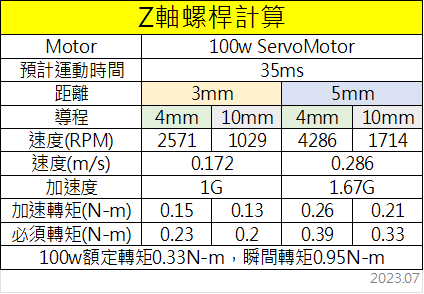 Z軸螺桿計算
Motor 100w ServoMotor
預計運動時間 35ms
距離 3mm 5mm
導程 4mm 10mm 4mm 10mm
速度(RPM) 2571 1029 4286 1714
速度(m/s) 0.172 0.286
加速度 1G 1.67G
加速轉矩(N-m) 0.15 0.13 0.26 0.21
必須轉矩(N-m) 0.23 0.2 0.39 0.33
100w額定轉矩0.33N-m，瞬間轉矩0.95N-m
2023.07